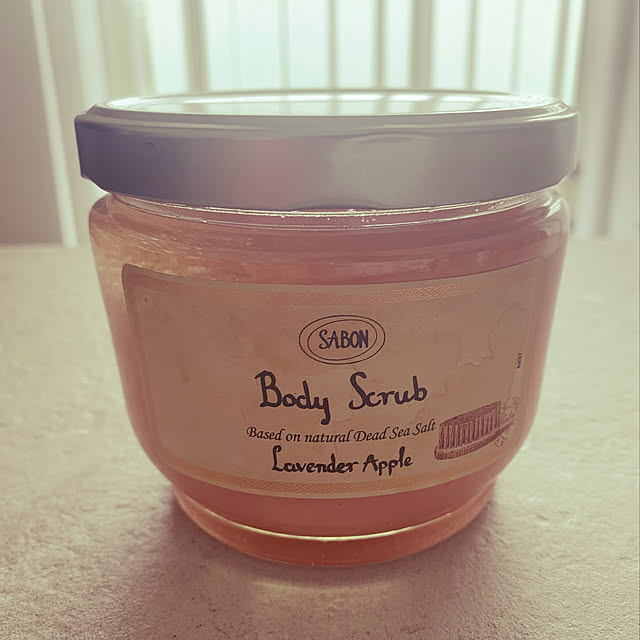 SABON
Body Scrub
Based on natural Dead Sea Salt
Lavender Apple